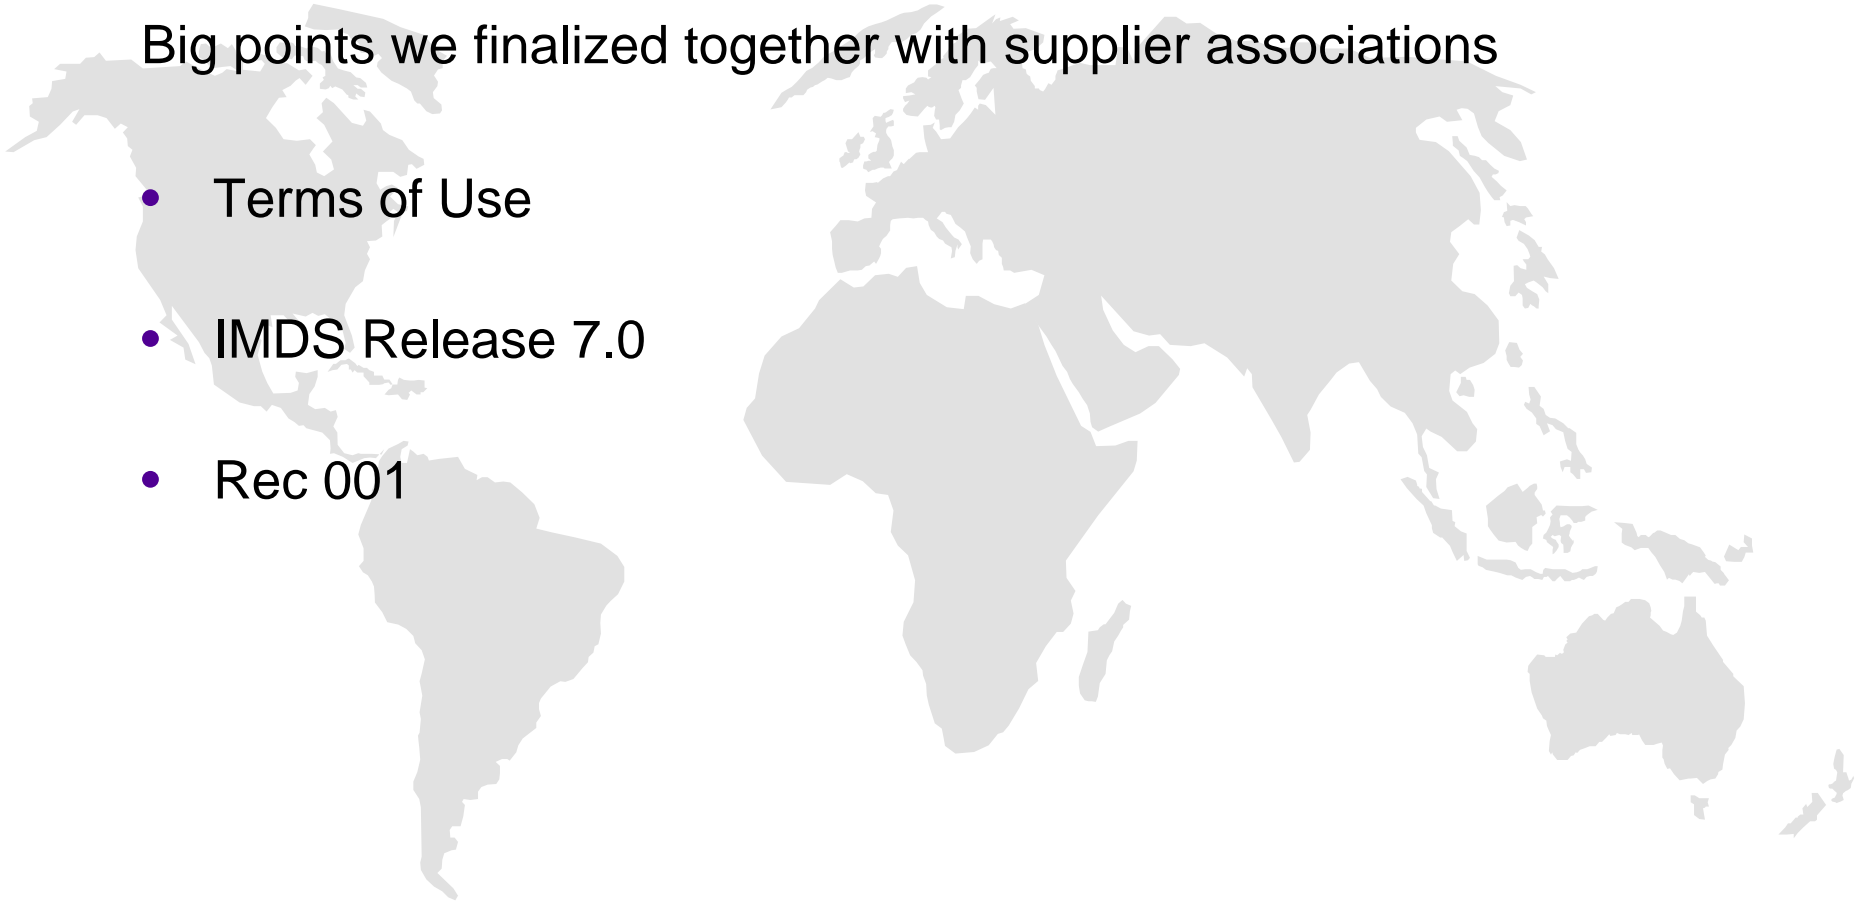 Big points we finalized together with supplier associations
• Terms of Use
• IMDS Release 7.0
• Rec 001